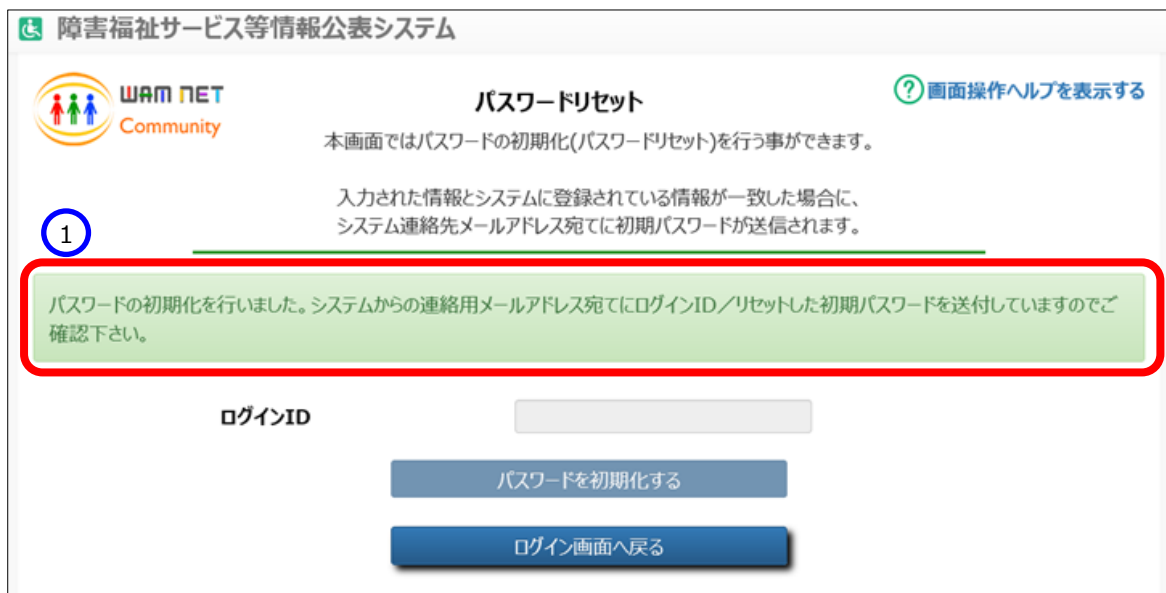 障害福祉サービス等情報公表システム
WAM NET
Community
パスワードリセット
?画面操作ヘルプを表示する
本画面ではパスワードの初期化(パスワードリセット)を行う事ができます。
入力された情報とシステムに登録されている情報が一致した場合に、
システム連絡先メールアドレス宛てに初期パスワードが送信されます。
1
パスワードの初期化を行いました。システムからの連絡用メールアドレス宛てにログインID／リセットした初期パスワードを送付していますのでご
確認下さい。
ログインID
パスワードを初期化する
ログイン画面へ戻る